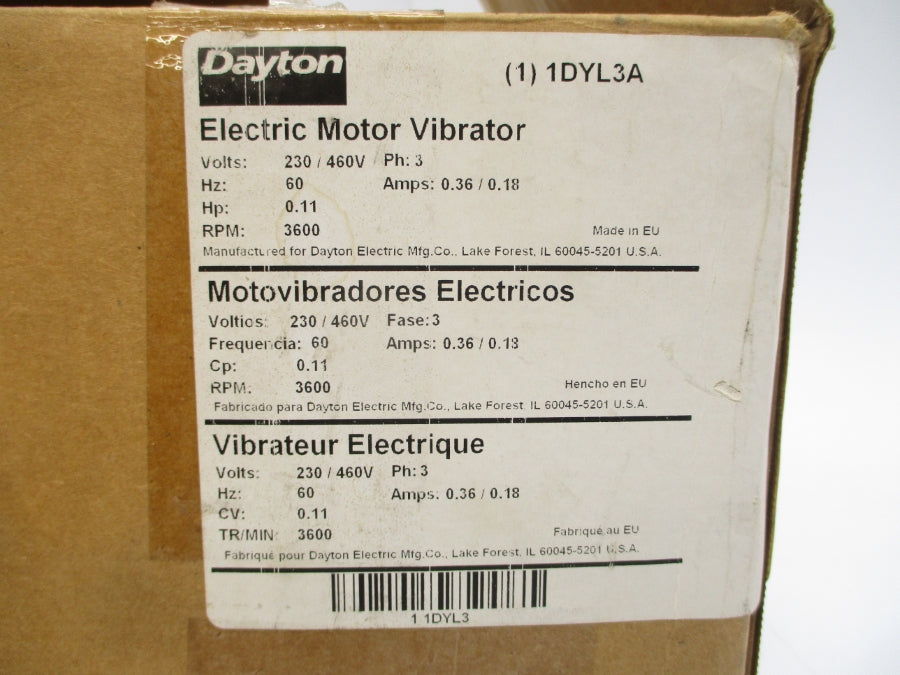 Dayton
(1) 1DYL3A
Electric Motor Vibrator
Volts: 230 / 460V Ph: 3
Hz: 60 Amps: 0.36 / 0.18
Hp: 0.11
RPM: 3600 Made in EU
Manufactured for Dayton Electric Mfg.Co., Lake Forest, IL 60045-5201 U.S.A.
Motovibradores Electricos
Voltios: 230 / 460V Fase: 3
Frequencia: 60 Amps: 0.36 / 0.18
Cp: 0.11
RPM: 3600 Hencho en EU
Fabricado para Dayton Electric Mfg.Co., Lake Forest, IL 60045-5201 U.S.A.
Vibrateur Electrique
Volts: 230 / 460V Ph: 3
Hz: 60 Amps: 0.36 / 0.18
CV: 0.11
TR/MIN: 3600 Fabriqué au EU
Fabriqué pour Dayton Electric Mfg.Co., Lake Forest, IL 60045-5201 U.S.A.
1 1DYL3